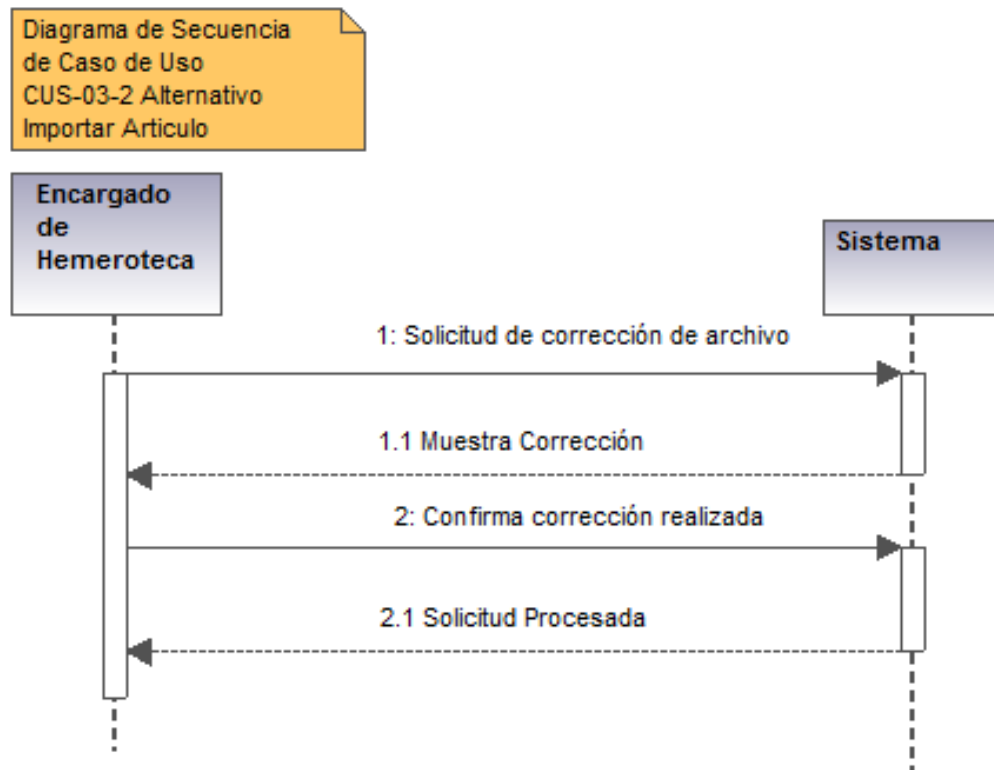 Diagrama de Secuencia
de Caso de Uso
CUS-03-2 Alternativo
Importar Articulo
Encargado
de
Hemeroteca
Sistema
1: Solicitud de corrección de archivo
1.1 Muestra Corrección
2: Confirma corrección realizada
2.1 Solicitud Procesada